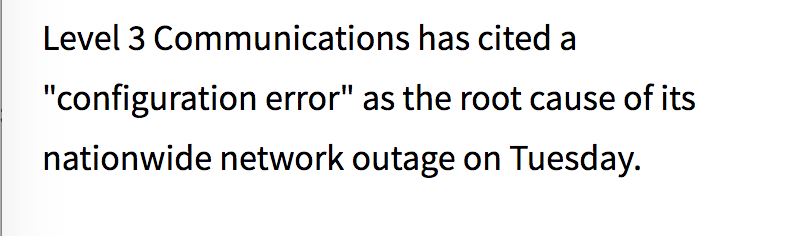 Level 3 Communications has cited a
"configuration error" as the root cause of its
nationwide network outage on Tuesday.